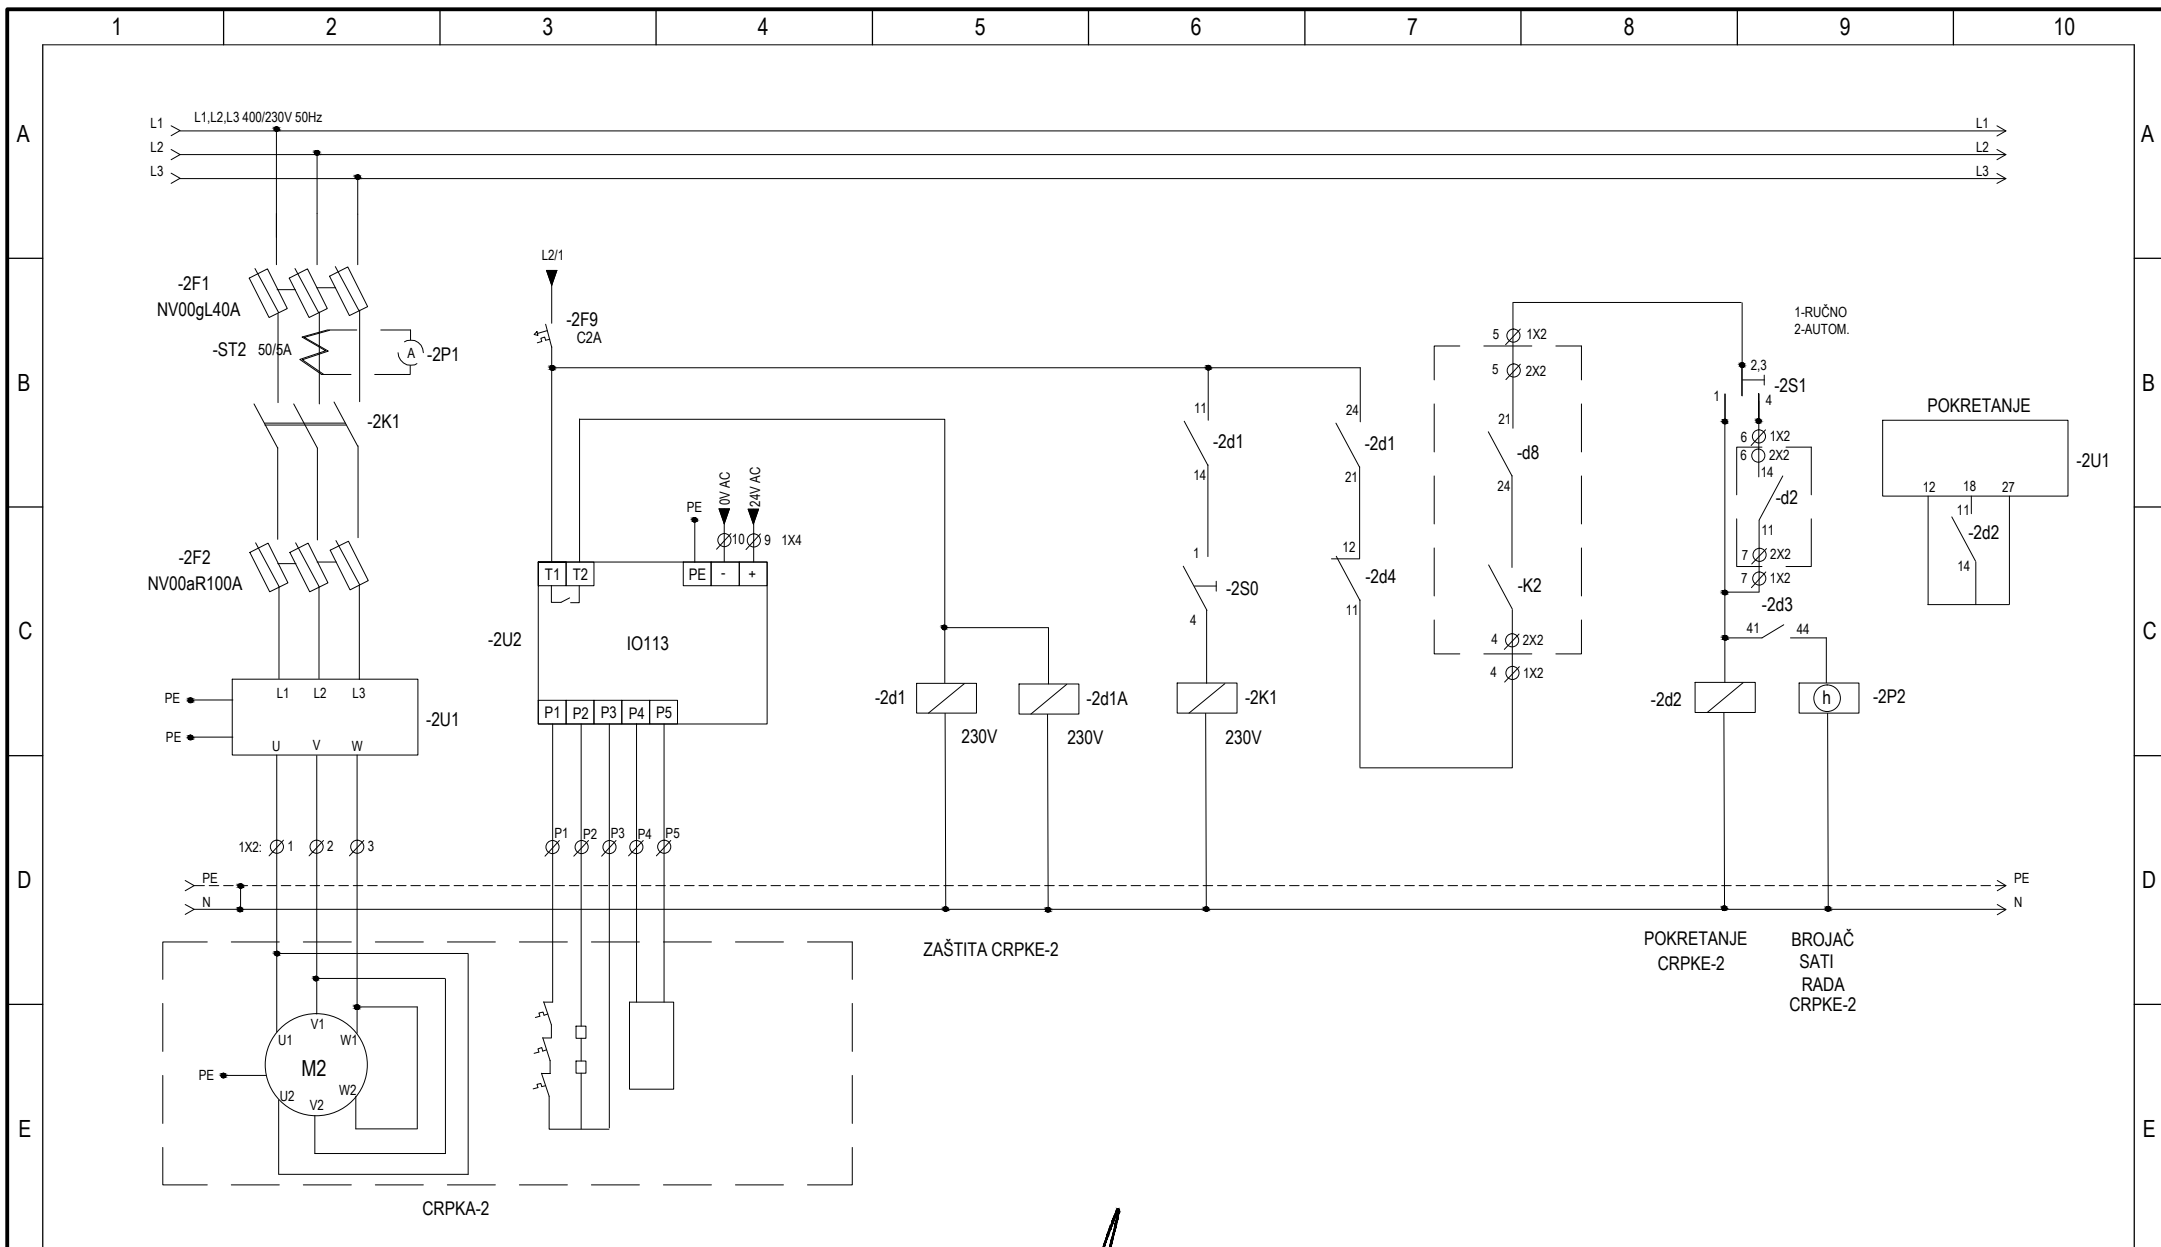 1 2 3 4 5 6 7 8 9 10
A A
L1 L1,L2,L3 400/230V 50Hz L1
L2 L2
L3 L3
B B
-2F1
NV00gL40A
-ST2 50/5A
A -2P1
-2K1
L2/1
-2F9
C2A
11
-2d1
14
24
-2d1
21
5 1X2
5 2X2
21
-d8
24
1-RUČNO
2-AUTOM.
2,3
-2S1
1 4
6 1X2
6 2X2
14
-d2
11
7 2X2
7 1X2
POKRETANJE
-2U1
12 18 27
11
-2d2
14
C C
-2F2
NV00aR100A
PE 0V AC 24V AC
10 9 1X4
T1 T2 PE - +
-2U2
IO113
P1 P2 P3 P4 P5
1
-2S0
4
12
-2d4
11
-K2
4 2X2
4 1X2
-2d3
41 44
PE L1 L2 L3
-2U1
PE U V W
-2d1
230V
-2d1A
230V
-2K1
230V
-2d2
h -2P2
D D
1X2: 1 2 3
P1 P2 P3 P4 P5
PE PE
N N
ZAŠTITA CRPKE-2
POKRETANJE
CRPKE-2
BROJAČ
SATI
RADA
CRPKE-2
E E
U1 V1 W1
PE M2
U2 V2 W2
CRPKA-2